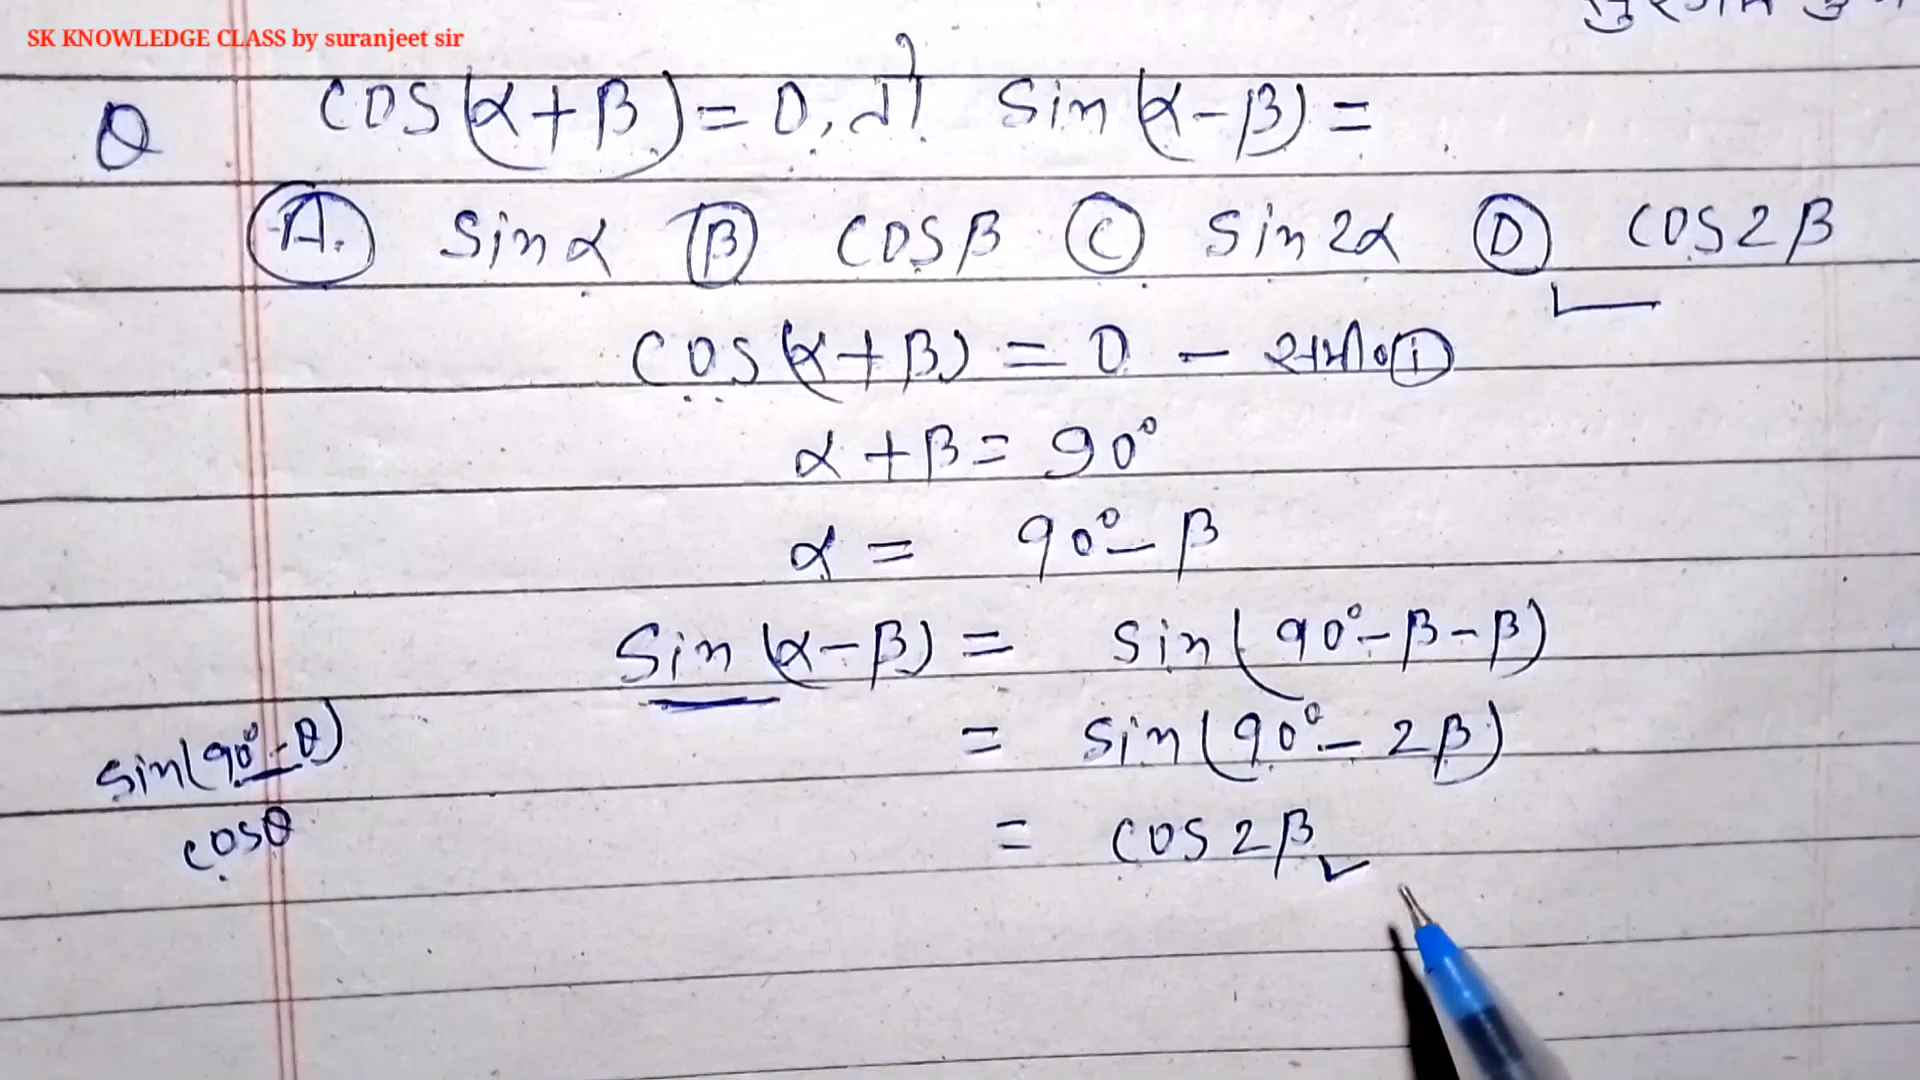 SK KNOWLEDGE CLASS by suranjeet sir
Q cos(α+β)=0, तो sin(α-β)=
(A.) sinα (B) cosβ (C) sin2α (D) cos2β
cos(α+β) = 0 - समी० (i)
α+β = 90°
α = 90°-β
sin(α-β) = sin(90°-β-β)
= sin(90°-2β)
sin(90°-θ)
= cos2β
cosθ